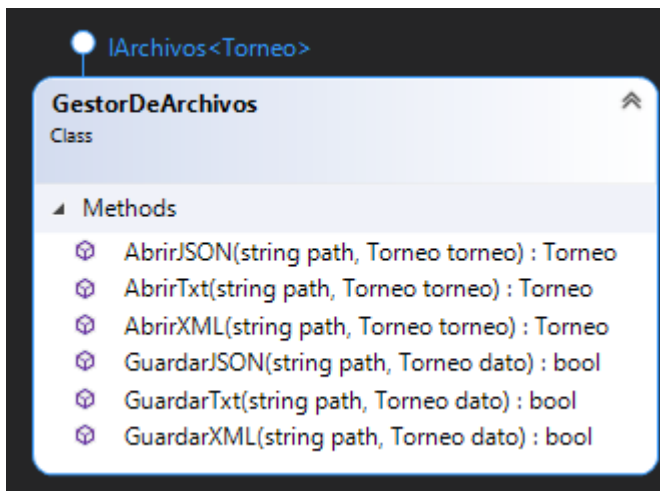 IArchivos<Torneo>
GestorDeArchivos
Class
Methods
AbrirJSON(string path, Torneo torneo) : Torneo
AbrirTxt(string path, Torneo torneo) : Torneo
AbrirXML(string path, Torneo torneo) : Torneo
GuardarJSON(string path, Torneo dato) : bool
GuardarTxt(string path, Torneo dato) : bool
GuardarXML(string path, Torneo dato) : bool